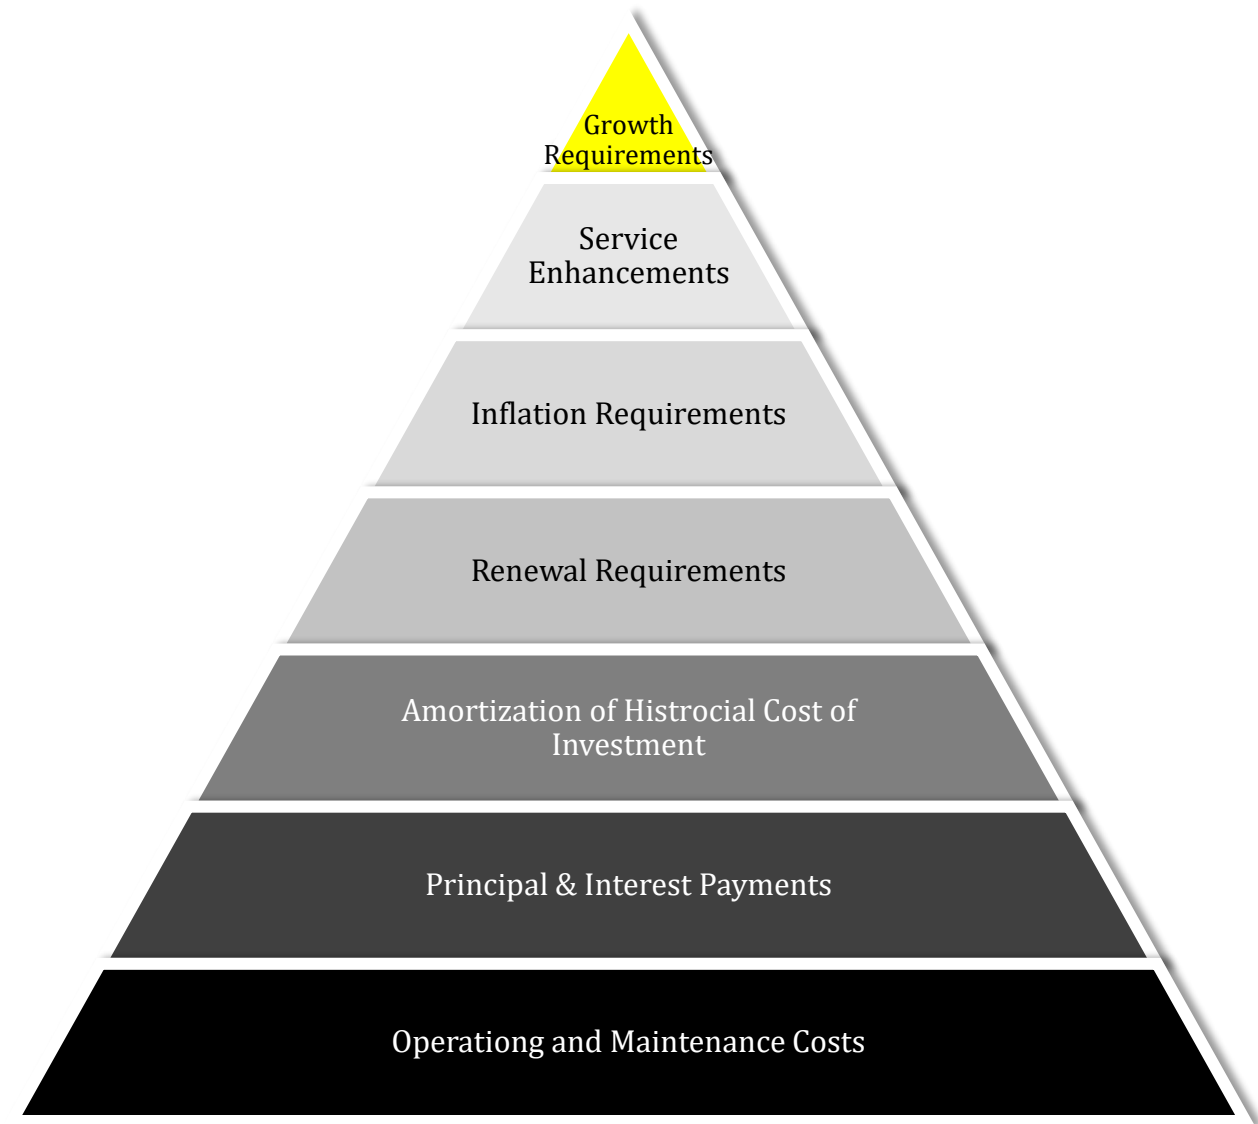 Growth
Requirements
Service
Enhancements
Inflation Requirements
Renewal Requirements
Amortization of Histrocial Cost of
Investment
Principal & Interest Payments
Operationg and Maintenance Costs